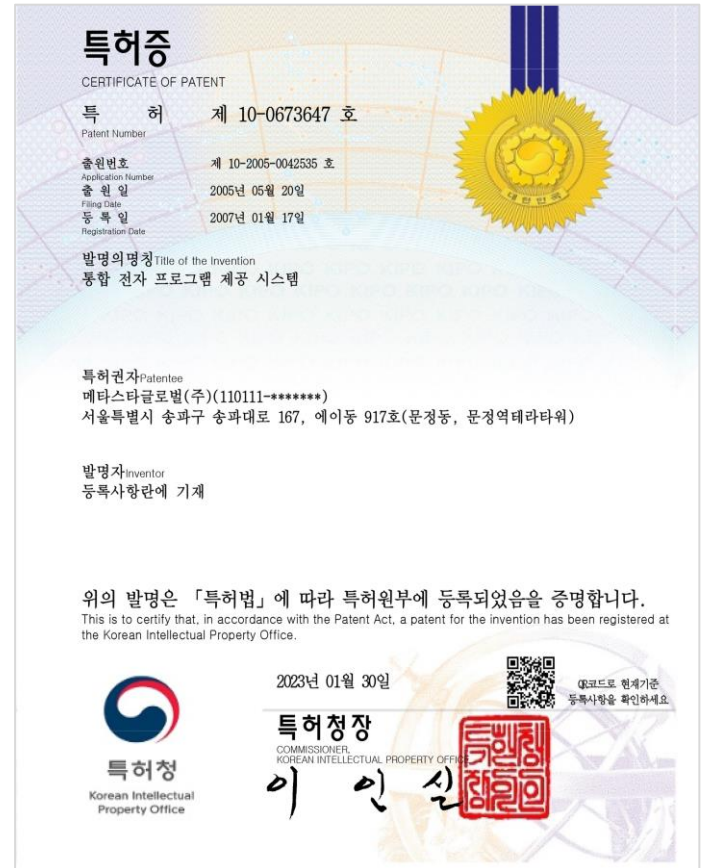 특허증
CERTIFICATE OF PATENT
특 허 제 10-0673647 호
Patent Number
출원번호 제 10-2005-0042535 호
Application Number
출 원 일 2005년 05월 20일
Filing Date
등 록 일 2007년 01월 17일
Registration Date
발명의명칭Title of the Invention
통합 전자 프로그램 제공 시스템
대한민국
특허권자Patentee
메타스타글로벌(주)(110111-*******)
서울특별시 송파구 송파대로 167, 에이동 917호(문정동, 문정역테라타워)
발명자Inventor
등록사항란에 기재
위의 발명은 「특허법」에 따라 특허원부에 등록되었음을 증명합니다.
This is to certify that, in accordance with the Patent Act, a patent for the invention has been registered at
the Korean Intellectual Property Office.
2023년 01월 30일
QR코드로 현재기준
등록사항을 확인하세요
특허청장
COMMISSIONER,
KOREAN INTELLECTUAL PROPERTY OFFICE
이 인 실
특허청
Korean Intellectual
Property Office